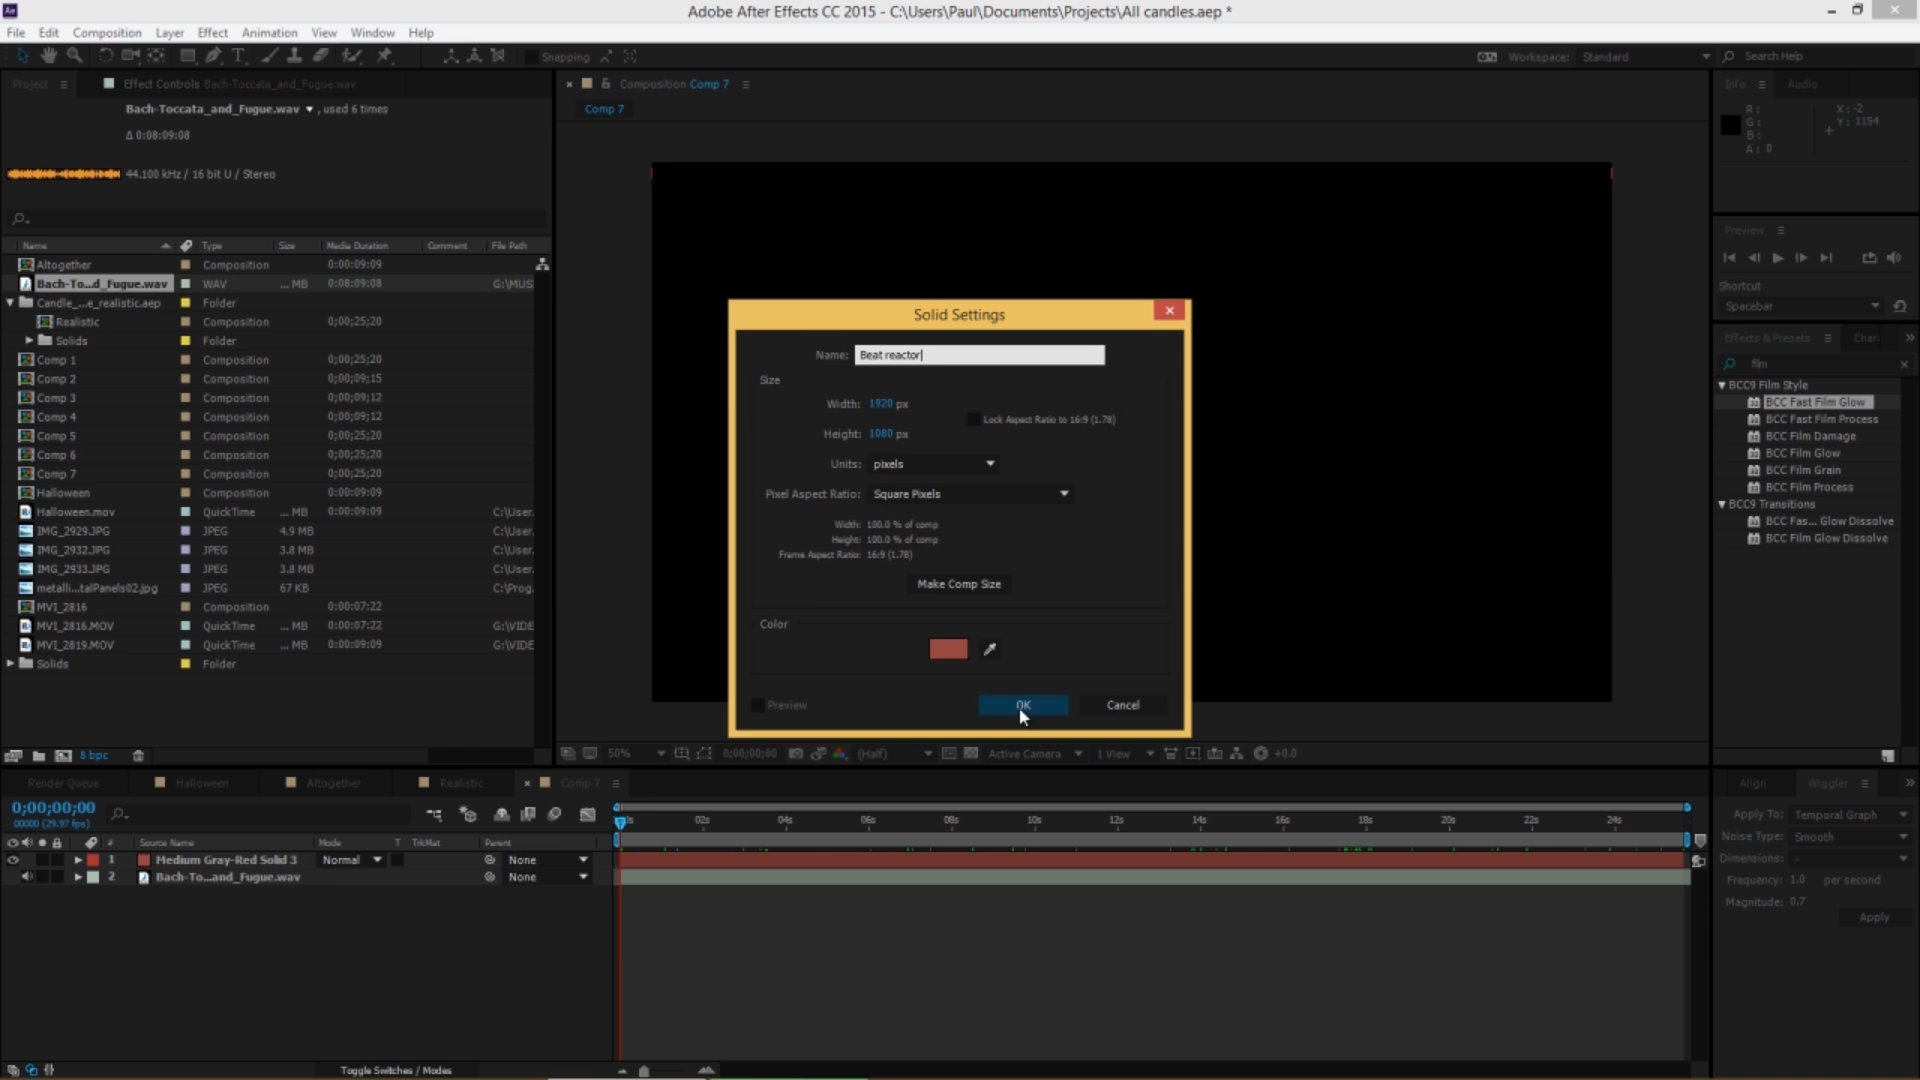 Adobe After Effects CC 2015 - C:\Users\Paul\Documents\Projects\All candles.aep *
File Edit Composition Layer Effect Animation View Window Help
Snapping
Workspace: Standard
Search Help
Project
Effect Controls Bach-Toccata_and_Fugue.wav
Bach-Toccata_and_Fugue.wav ▼ , used 6 times
Δ 0:08:09:08
44.100 kHz / 16 bit U / Stereo
Name Type Size Media Duration Comment File Path
Altogether Composition 0:00:09:09
Bach-To...d_Fugue.wav WAV ... MB 0:08:09:08 G:\MUS
Candle_...e_realistic.aep Folder
Realistic Composition 0;00;25;20
Solids Folder
Comp 1 Composition 0;00;25;20
Comp 2 Composition 0;00;09;15
Comp 3 Composition 0;00;09;12
Comp 4 Composition 0;00;09;12
Comp 5 Composition 0;00;25;20
Comp 6 Composition 0;00;25;20
Comp 7 Composition 0;00;25;20
Halloween Composition 0:00:09:09
Halloween.mov QuickTime ... MB 0:00:09:09 C:\User.
IMG_2929.JPG JPEG 4.9 MB C:\User.
IMG_2932.JPG JPEG 3.8 MB C:\User.
IMG_2933.JPG JPEG 3.8 MB C:\User.
metalli...talPanels02.jpg JPEG 67 KB C:\Prog.
MVI_2816 Composition 0:00:07:22
MVI_2816.MOV QuickTime ... MB 0:00:07:22 G:\VIDE
MVI_2819.MOV QuickTime ... MB 0:00:09:09 G:\VIDE
Solids Folder
8 bpc
Composition Comp 7
Comp 7
Solid Settings
Name: Beat reactor
Size
Width: 1920 px
Lock Aspect Ratio to 16:9 (1.78)
Height: 1080 px
Units: pixels
Pixel Aspect Ratio: Square Pixels
Width: 100.0 % of comp
Height: 100.0 % of comp
Frame Aspect Ratio: 16:9 (1.78)
Make Comp Size
Color
Preview OK Cancel
50% 0;00;00;00 (Half) Active Camera 1 View +0.0
Info Audio
R: X: -2
G: Y: 1154
B:
A: 0
Preview
Shortcut
Spacebar
Effects & Presets Char
film
BCC9 Film Style
BCC Fast Film Glow
BCC Fast Film Process
BCC Film Damage
BCC Film Glow
BCC Film Grain
BCC Film Process
BCC9 Transitions
BCC Fas... Glow Dissolve
BCC Film Glow Dissolve
Render Queue Halloween Altogether Realistic Comp 7
0;00;00;00
00000 (29.97 fps)
02s 04s 06s 08s 10s 12s 14s 16s 18s 20s 22s 24s
# Source Name Mode T TrkMat Parent
1 Medium Gray-Red Solid 3 Normal None
2 Bach-To...and_Fugue.wav None
Toggle Switches / Modes
Align Wiggler
Apply To: Temporal Graph
Noise Type: Smooth
Dimensions: -
Frequency: 1.0 per second
Magnitude: 0.7
Apply